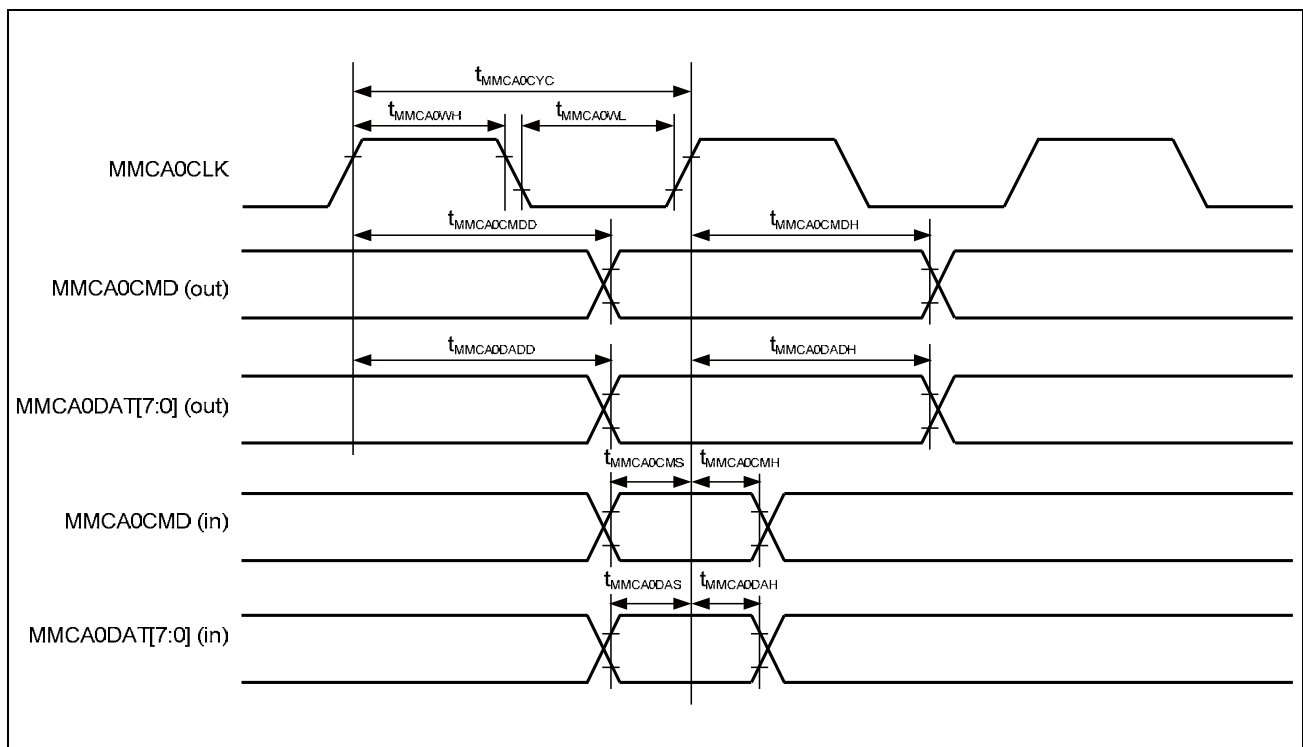 tMMCA0CYC
tMMCA0WH
tMMCA0WL
MMCA0CLK
tMMCA0CMDD
tMMCA0CMDH
MMCA0CMD (out)
tMMCA0DADD
tMMCA0DADH
MMCA0DAT[7:0] (out)
tMMCA0CMS
tMMCA0CMH
MMCA0CMD (in)
tMMCA0DAS
tMMCA0DAH
MMCA0DAT[7:0] (in)